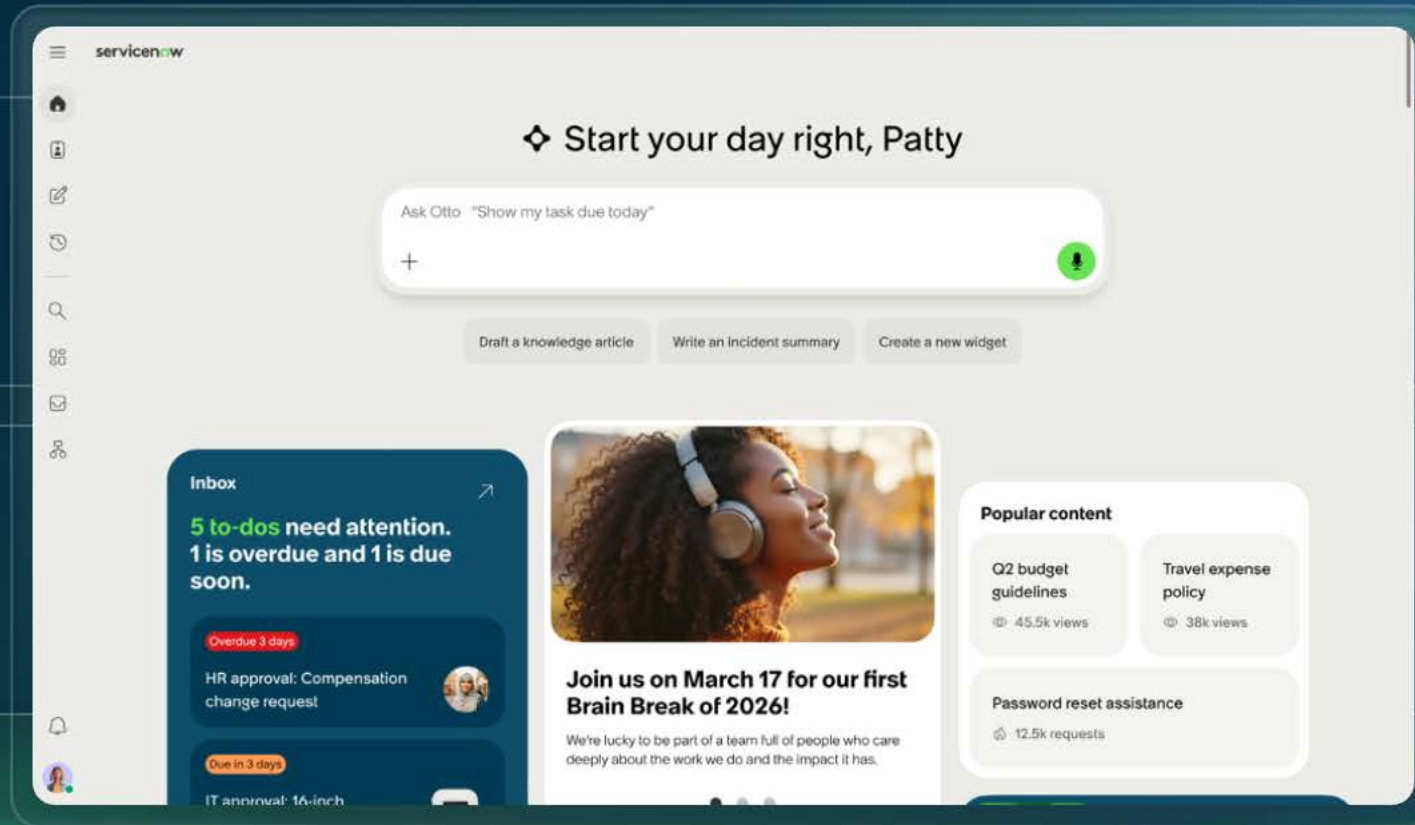 servicenow
Start your day right, Patty
Ask Otto "Show my task due today"
Draft a knowledge article
Write an incident summary
Create a new widget
Inbox
5 to-dos need attention.
1 is overdue and 1 is due
soon.
Overdue 3 days
HR approval: Compensation
change request
Due in 3 days
IT approval: 16-inch
Join us on March 17 for our first
Brain Break of 2026!
We're lucky to be part of a team full of people who care
deeply about the work we do and the impact it has.
Popular content
Q2 budget
guidelines
45.5k views
Travel expense
policy
38k views
Password reset assistance
12.5k requests